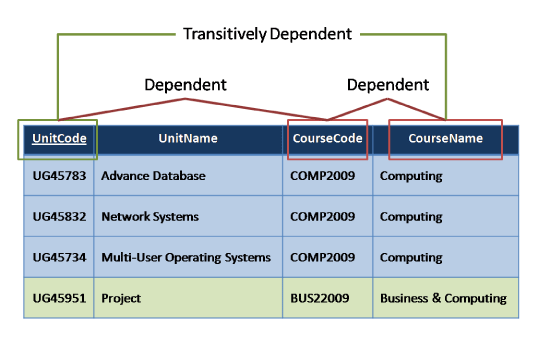 Transitively Dependent
Dependent Dependent
UnitCode UnitName CourseCode CourseName
UG45783 Advance Database COMP2009 Computing
UG45832 Network Systems COMP2009 Computing
UG45734 Multi-User Operating Systems COMP2009 Computing
UG45951 Project BUS22009 Business & Computing